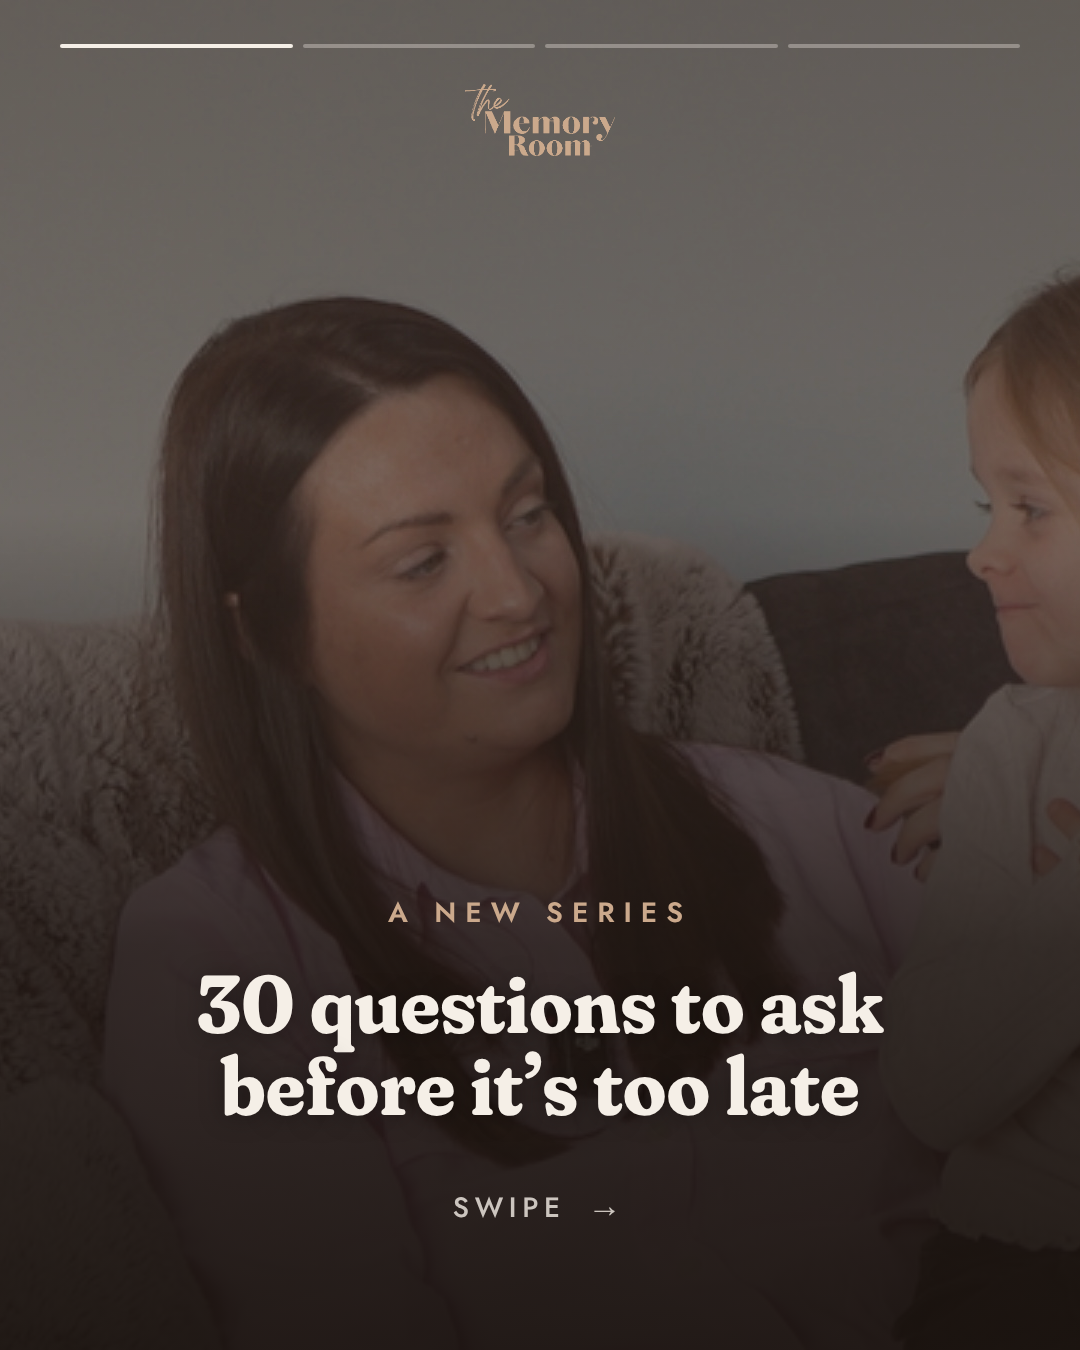 the
Memory
Room
A NEW SERIES
30 questions to ask
before it’s too late
SWIPE →